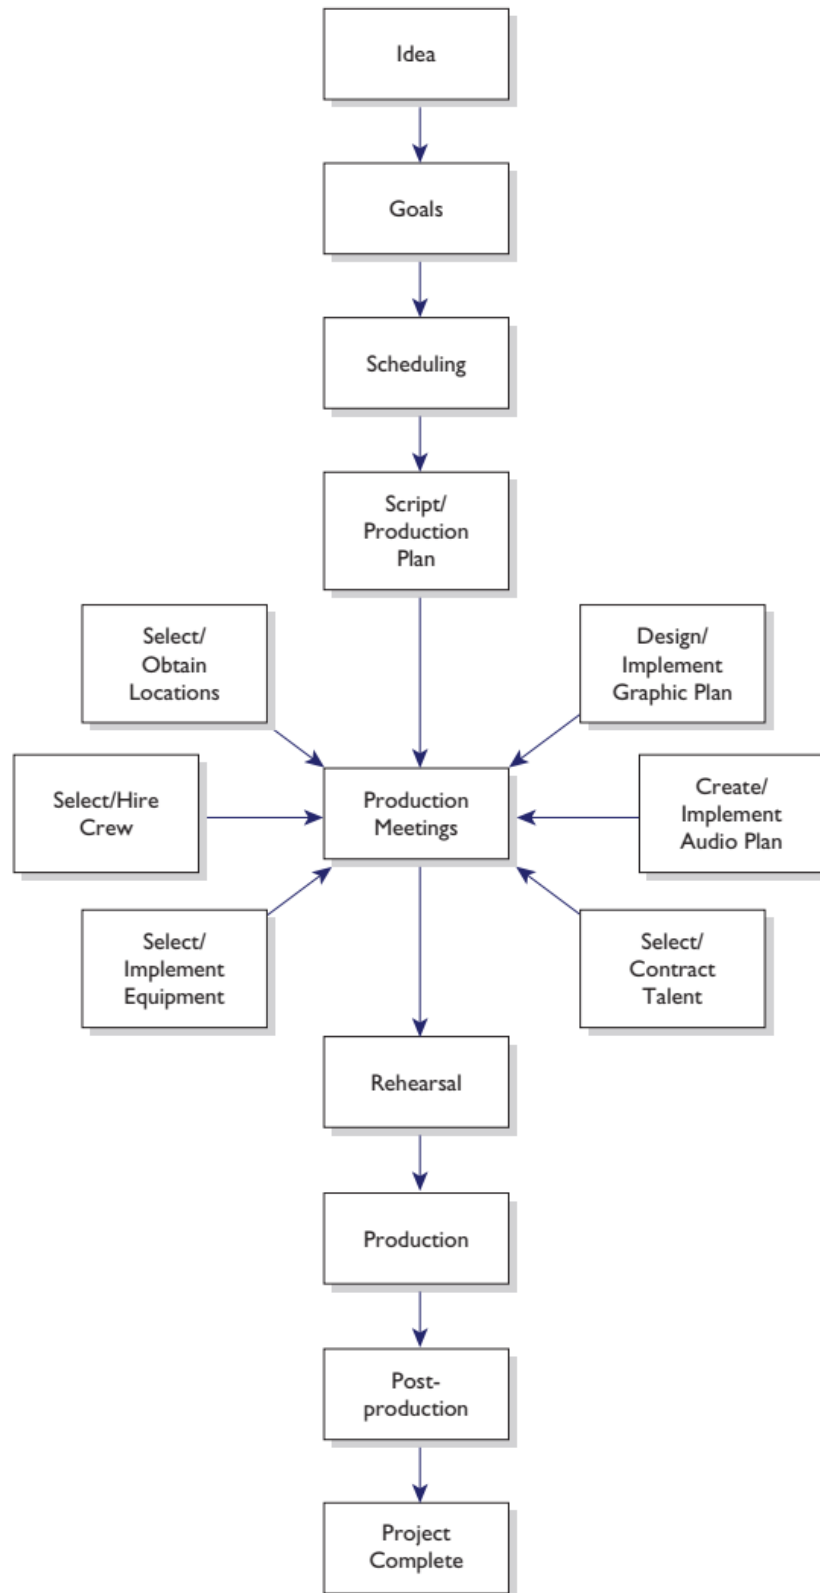 Idea
Goals
Scheduling
Script/
Production
Plan
Select/
Obtain
Locations
Design/
Implement
Graphic Plan
Select/Hire
Crew
Production
Meetings
Create/
Implement
Audio Plan
Select/
Implement
Equipment
Select/
Contract
Talent
Rehearsal
Production
Post-
production
Project
Complete